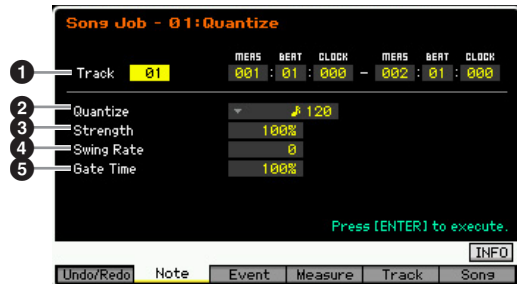 Song Job - 01:Quantize
MEAS BEAT CLOCK MEAS BEAT CLOCK
1 Track 01 001 : 01 : 000 - 002 : 01 : 000
2 Quantize 120
3 Strength 100%
4 Swing Rate 0
5 Gate Time 100%
Press [ENTER] to execute.
INFO
Undo/Redo Note Event Measure Track Song